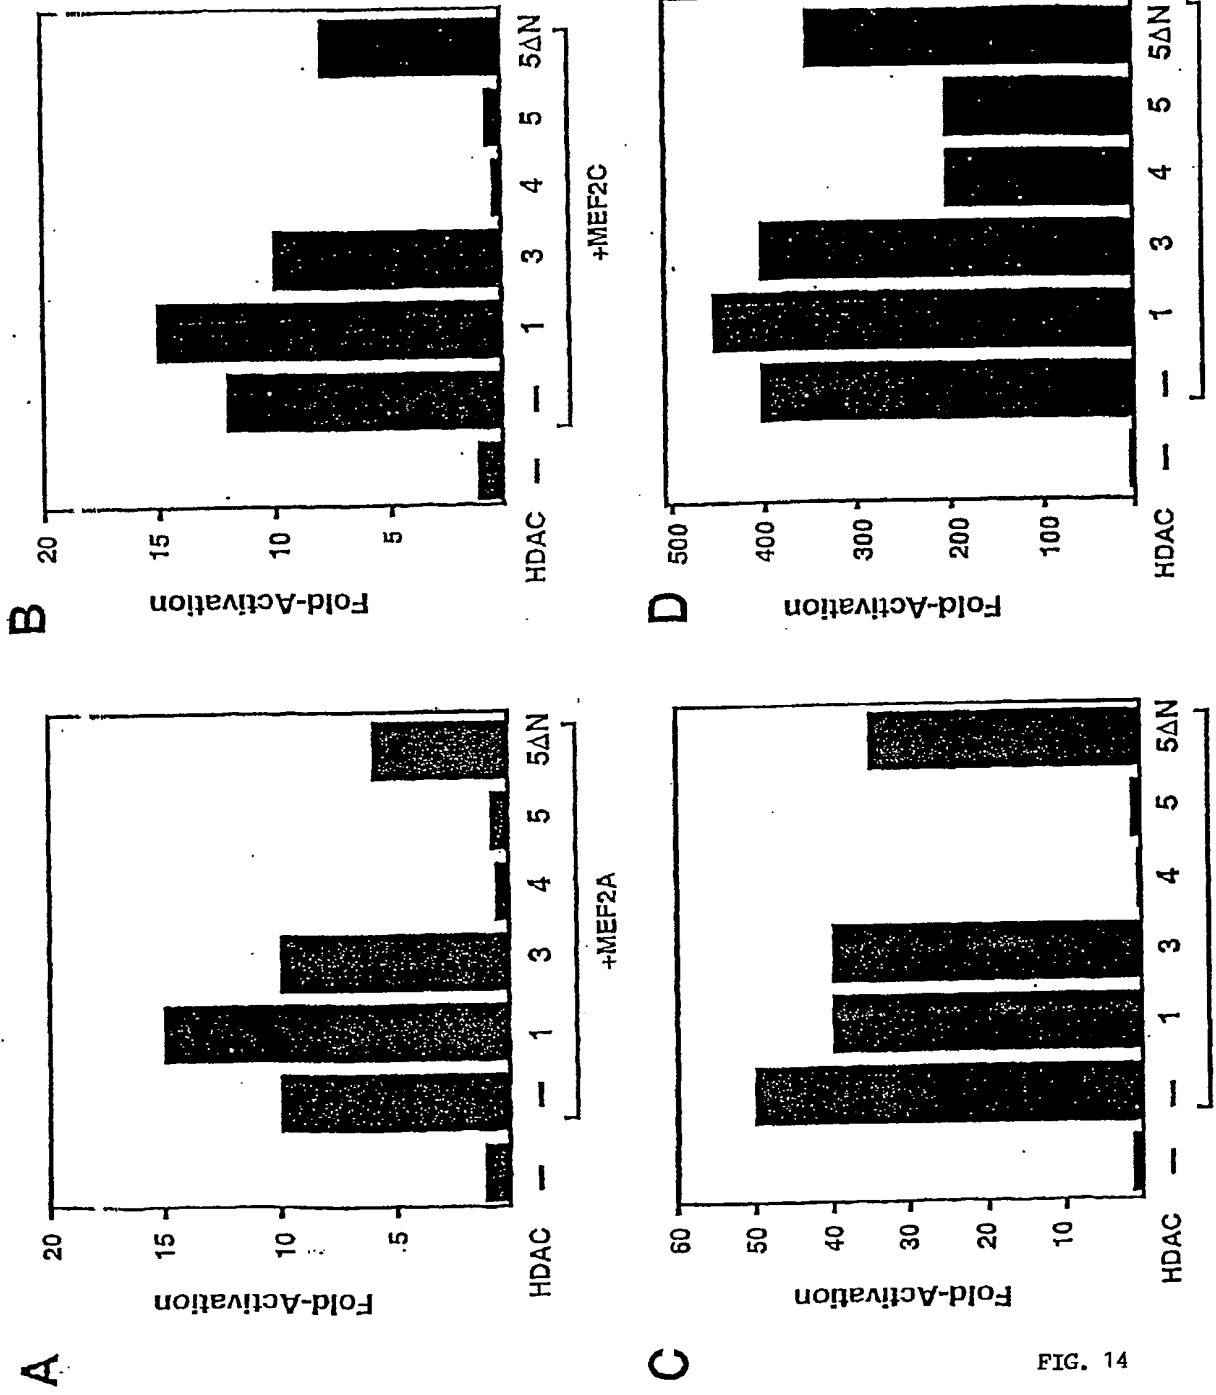 A
Fold-Activation
20
15
10
5
HDAC — — 1 3 4 5 5ΔN
+MEF2A
B
Fold-Activation
20
15
10
5
HDAC — — 1 3 4 5 5ΔN
+MEF2C
C
Fold-Activation
60
50
40
30
20
10
HDAC — — 1 3 4 5 5ΔN
D
Fold-Activation
500
400
300
200
100
HDAC — — 1 3 4 5 5ΔN
FIG. 14